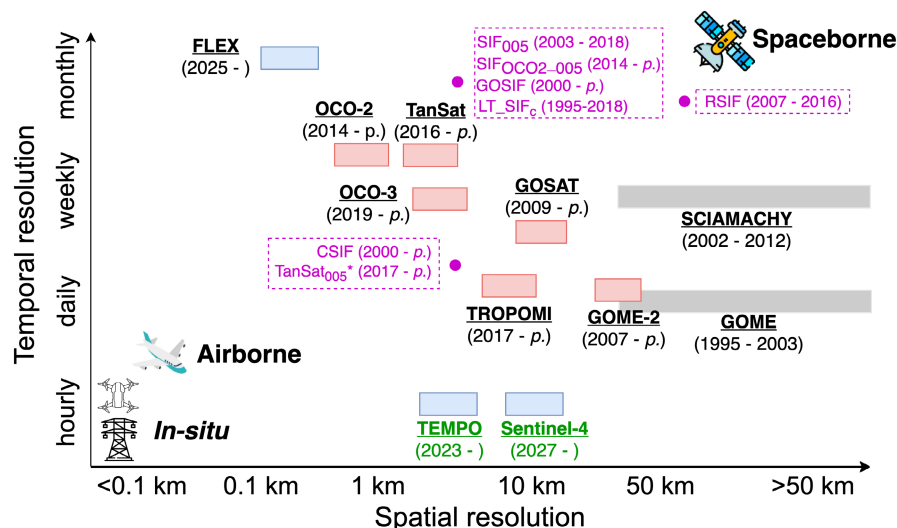 Spaceborne
FLEX
(2025 - )
SIF005 (2003 - 2018)
SIFOCO2–005 (2014 - p.)
GOSIF (2000 - p.)
LT_SIFc (1995-2018)
RSIF (2007 - 2016)
OCO-2
(2014 - p.)
TanSat
(2016 - p.)
OCO-3
(2019 - p.)
GOSAT
(2009 - p.)
SCIAMACHY
(2002 - 2012)
CSIF (2000 - p.)
TanSat005* (2017 - p.)
TROPOMI
(2017 - p.)
GOME-2
(2007 - p.)
GOME
(1995 - 2003)
Airborne
In-situ
TEMPO
(2023 - )
Sentinel-4
(2027 - )
Temporal resolution
monthly
weekly
daily
hourly
<0.1 km
0.1 km
1 km
10 km
50 km
>50 km
Spatial resolution